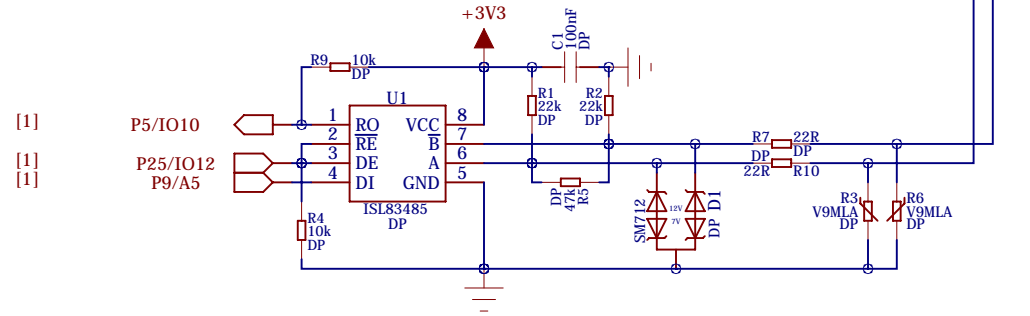 +3V3
C1
100nF
DP
R9
10k
DP
R1
22k
DP
R2
22k
DP
U1
[1]
P5/IO10
1
RO
VCC
8
2
RE
B
7
R7
22R
DP
[1]
P25/IO12
3
DE
A
6
DP
22R
R10
[1]
P9/A5
4
DI
GND
5
DP
47k
R5
ISL83485
DP
R4
10k
DP
SM712
12V
7V
DP
D1
R3
V9MLA
DP
R6
V9MLA
DP